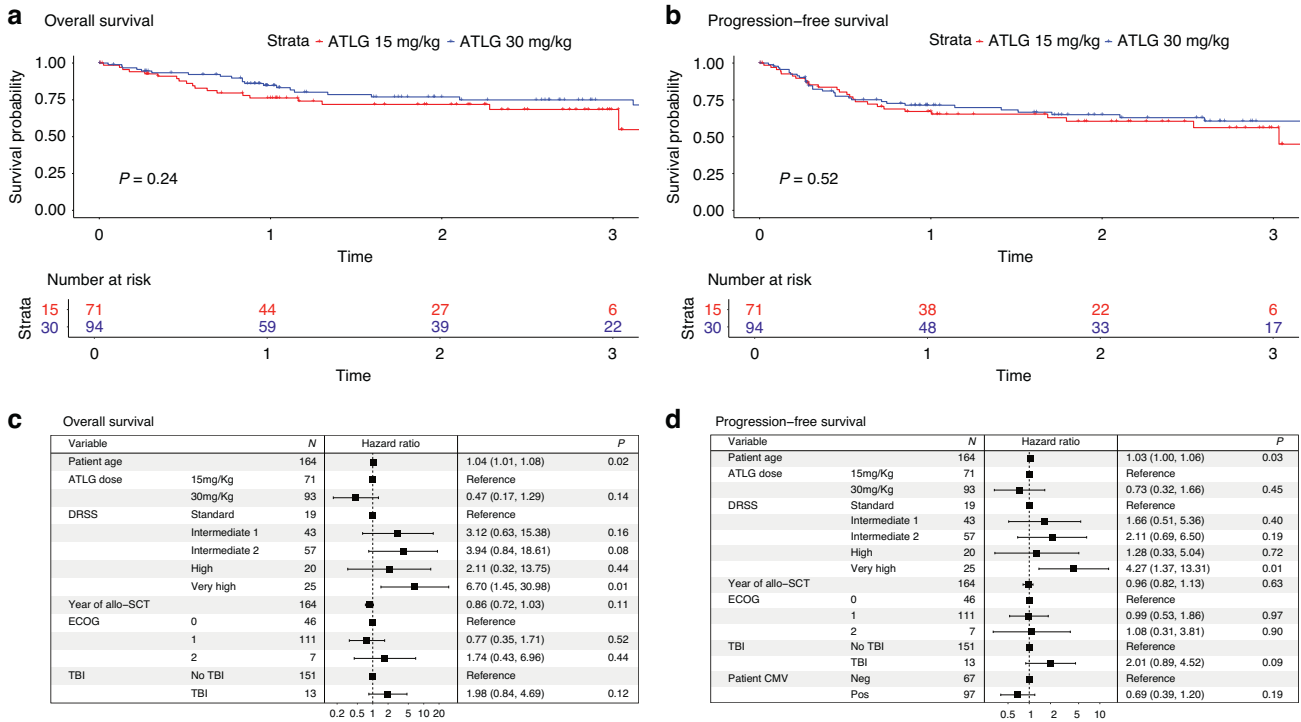 a Overall survival
Strata ATLG 15 mg/kg ATLG 30 mg/kg
Survival probability
1.00
0.75
0.50
0.25
0.00
P = 0.24
0 1 2 3
Time
Number at risk
Strata
15 71 44 27 6
30 94 59 39 22
0 1 2 3
Time
b Progression–free survival
Strata ATLG 15 mg/kg ATLG 30 mg/kg
Survival probability
1.00
0.75
0.50
0.25
0.00
P = 0.52
0 1 2 3
Time
Number at risk
Strata
15 71 38 22 6
30 94 48 33 17
0 1 2 3
Time
c Overall survival
Variable N Hazard ratio P
Patient age 164 1.04 (1.01, 1.08) 0.02
ATLG dose 15mg/Kg 71 Reference
30mg/Kg 93 0.47 (0.17, 1.29) 0.14
DRSS Standard 19 Reference
Intermediate 1 43 3.12 (0.63, 15.38) 0.16
Intermediate 2 57 3.94 (0.84, 18.61) 0.08
High 20 2.11 (0.32, 13.75) 0.44
Very high 25 6.70 (1.45, 30.98) 0.01
Year of allo–SCT 164 0.86 (0.72, 1.03) 0.11
ECOG 0 46 Reference
1 111 0.77 (0.35, 1.71) 0.52
2 7 1.74 (0.43, 6.96) 0.44
TBI No TBI 151 Reference
TBI 13 1.98 (0.84, 4.69) 0.12
0.2 0.5 1 2 5 10 20
d Progression–free survival
Variable N Hazard ratio P
Patient age 164 1.03 (1.00, 1.06) 0.03
ATLG dose 15mg/Kg 71 Reference
30mg/Kg 93 0.73 (0.32, 1.66) 0.45
DRSS Standard 19 Reference
Intermediate 1 43 1.66 (0.51, 5.36) 0.40
Intermediate 2 57 2.11 (0.69, 6.50) 0.19
High 20 1.28 (0.33, 5.04) 0.72
Very high 25 4.27 (1.37, 13.31) 0.01
Year of allo–SCT 164 0.96 (0.82, 1.13) 0.63
ECOG 0 46 Reference
1 111 0.99 (0.53, 1.86) 0.97
2 7 1.08 (0.31, 3.81) 0.90
TBI No TBI 151 Reference
TBI 13 2.01 (0.89, 4.52) 0.09
Patient CMV Neg 67 Reference
Pos 97 0.69 (0.39, 1.20) 0.19
0.5 1 2 5 10